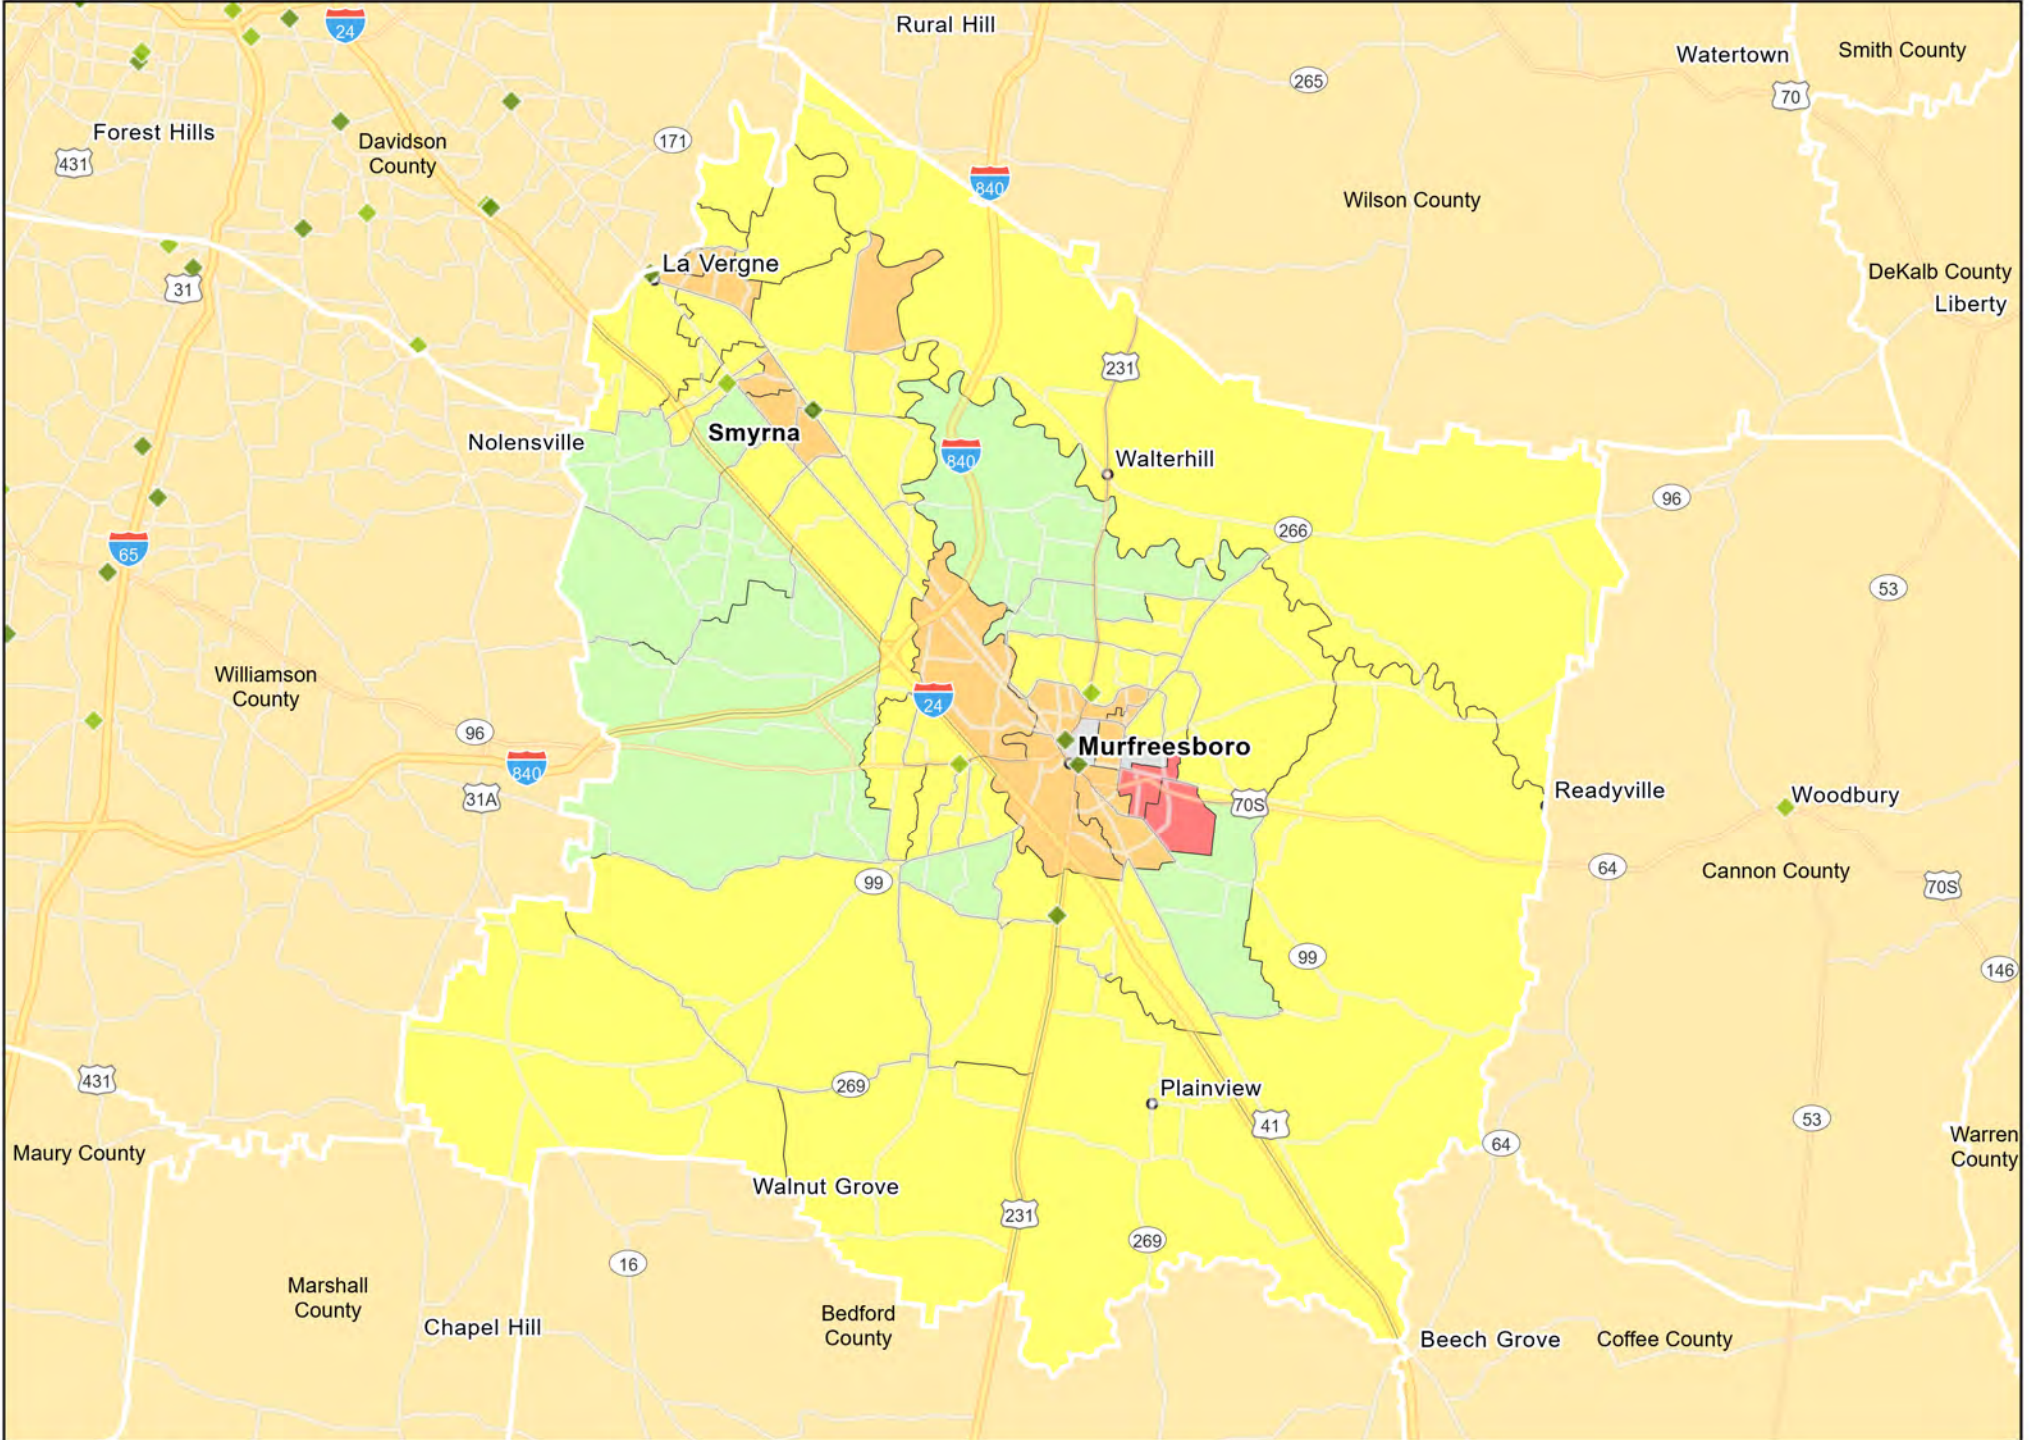 24
Rural Hill
Watertown
Smith County
265
70
Forest Hills
Davidson
County
171
431
840
Wilson County
La Vergne
DeKalb County
Liberty
31
231
Smyrna
Nolensville
840
Walterhill
96
266
65
53
Williamson
County
24
96
Murfreesboro
840
31A
70S
Readyville
Woodbury
64
Cannon County
99
70S
99
146
431
269
Plainview
41
53
Maury County
64
Warren
County
Walnut Grove
231
269
16
Marshall
County
Chapel Hill
Bedford
County
Beech Grove
Coffee County